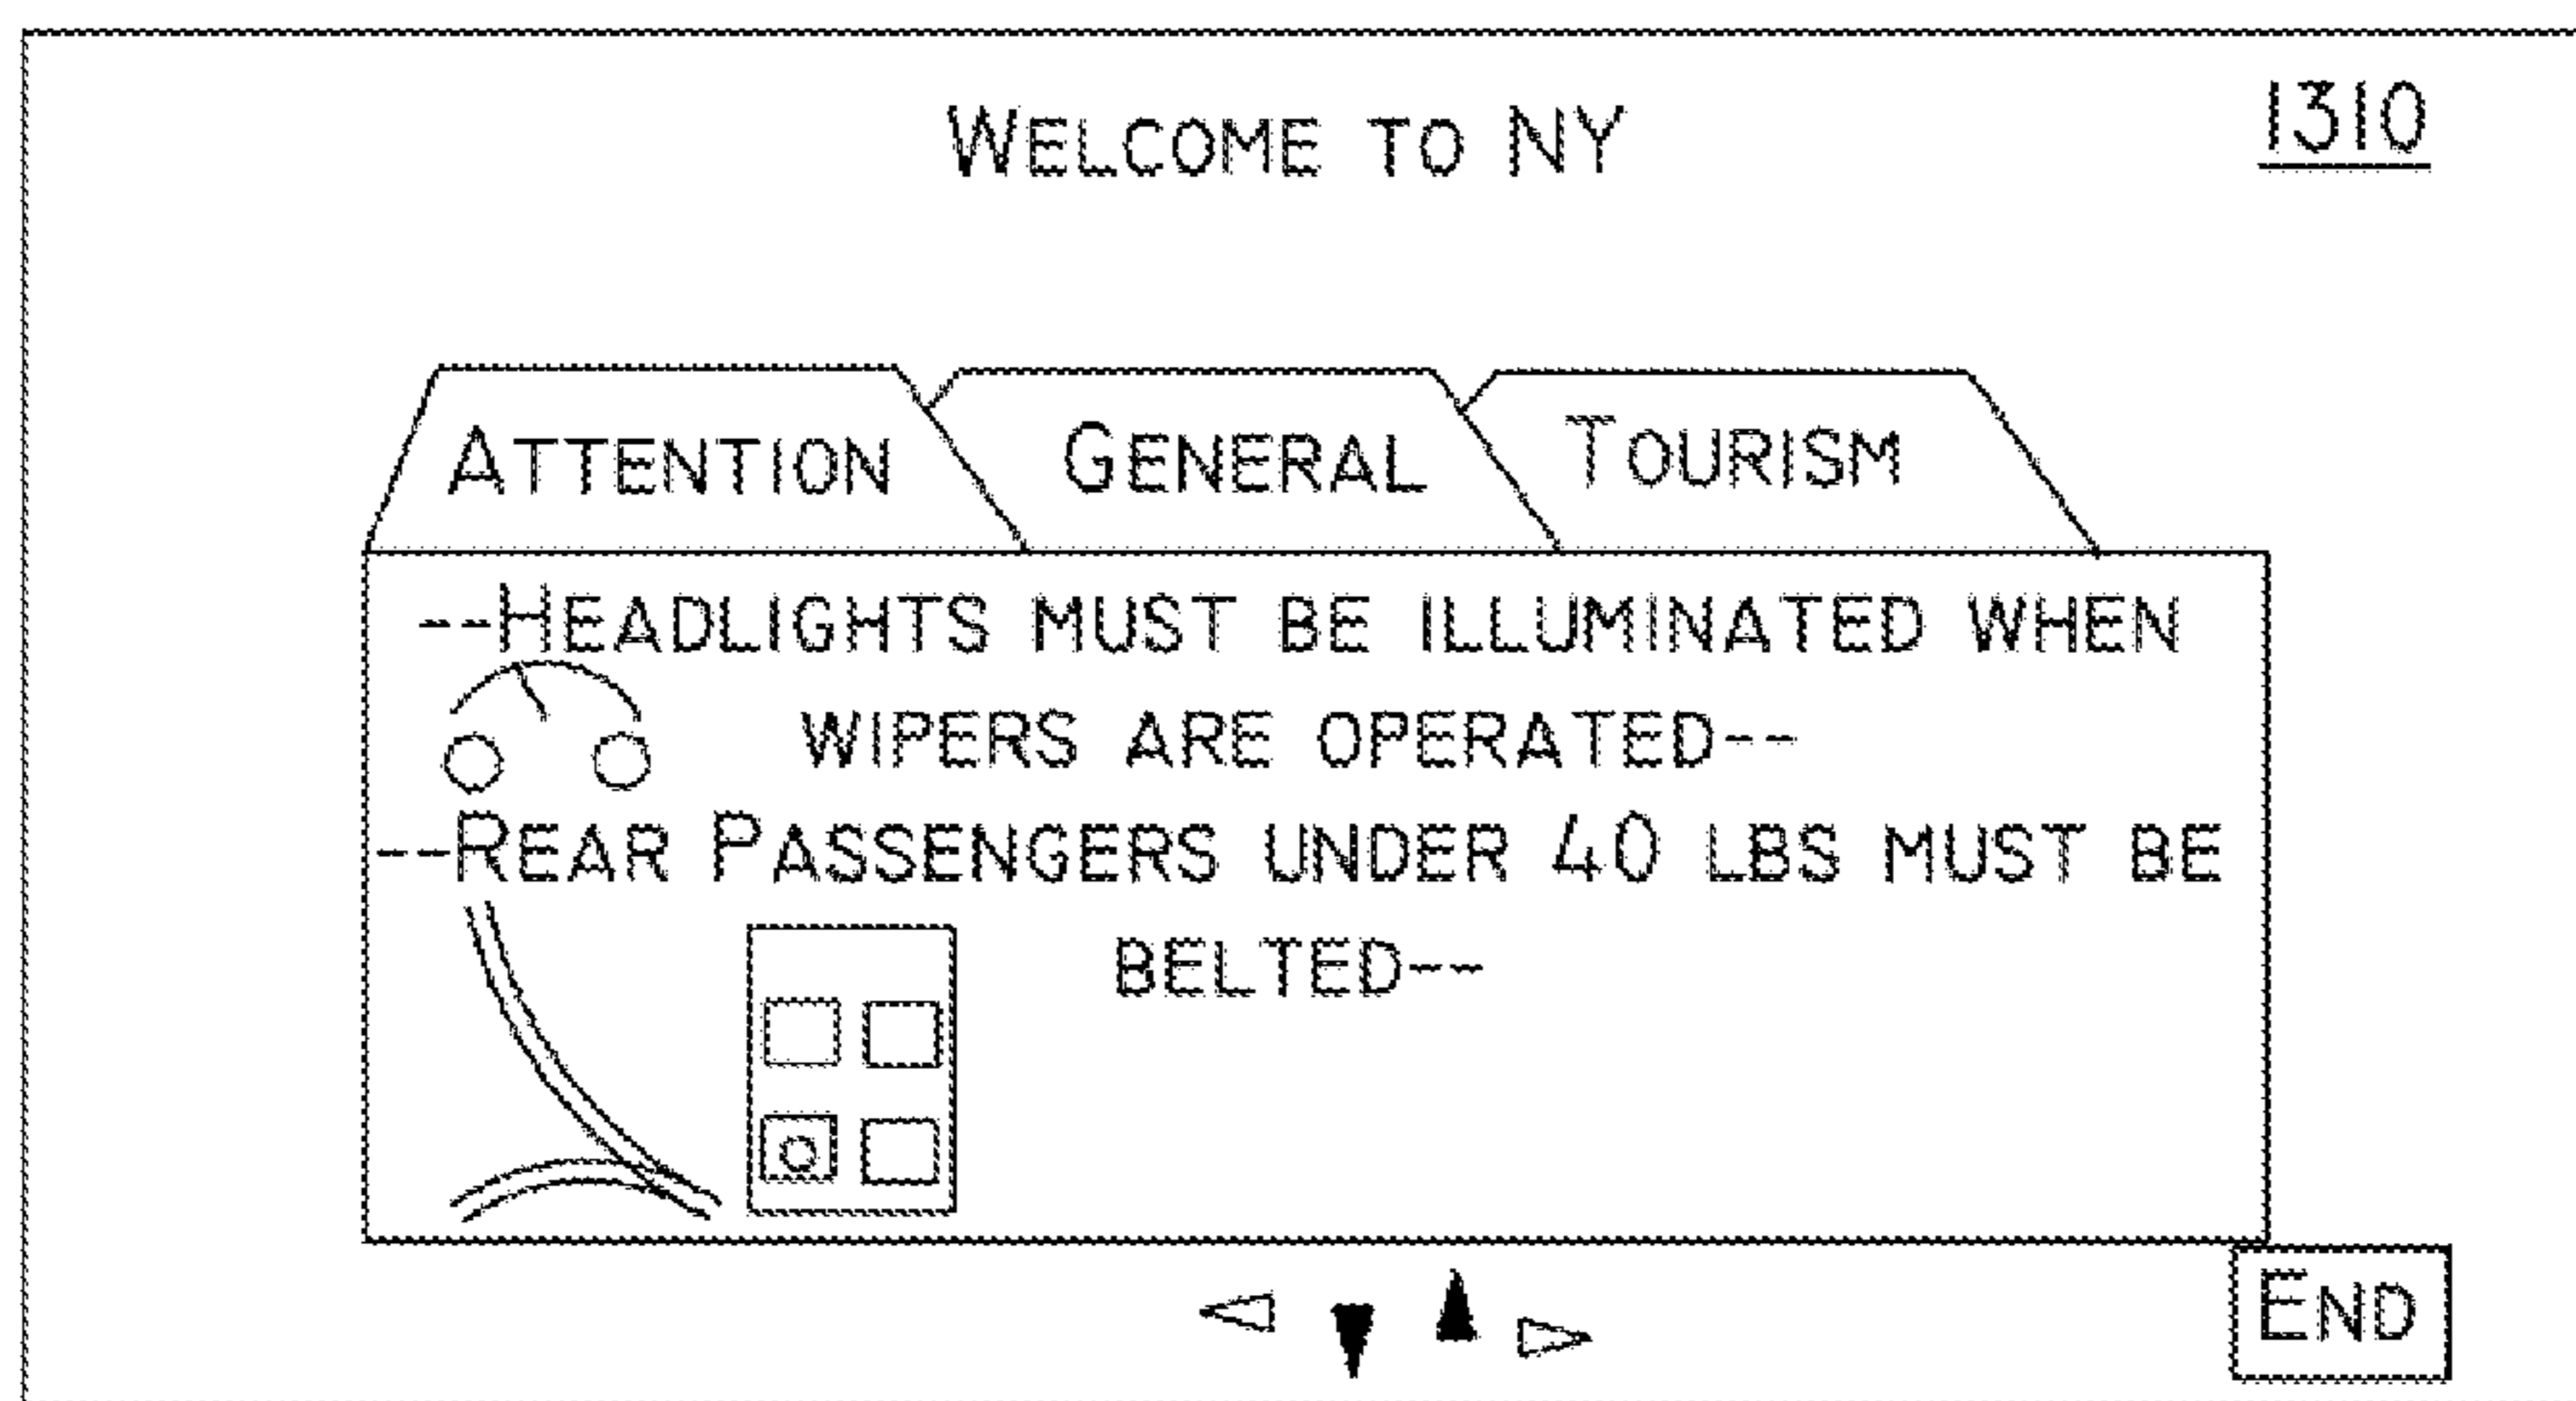 WELCOME TO NY
1310
ATTENTION GENERAL TOURISM
--HEADLIGHTS MUST BE ILLUMINATED WHEN
WIPERS ARE OPERATED--
--REAR PASSENGERS UNDER 40 LBS MUST BE
BELTED--
END